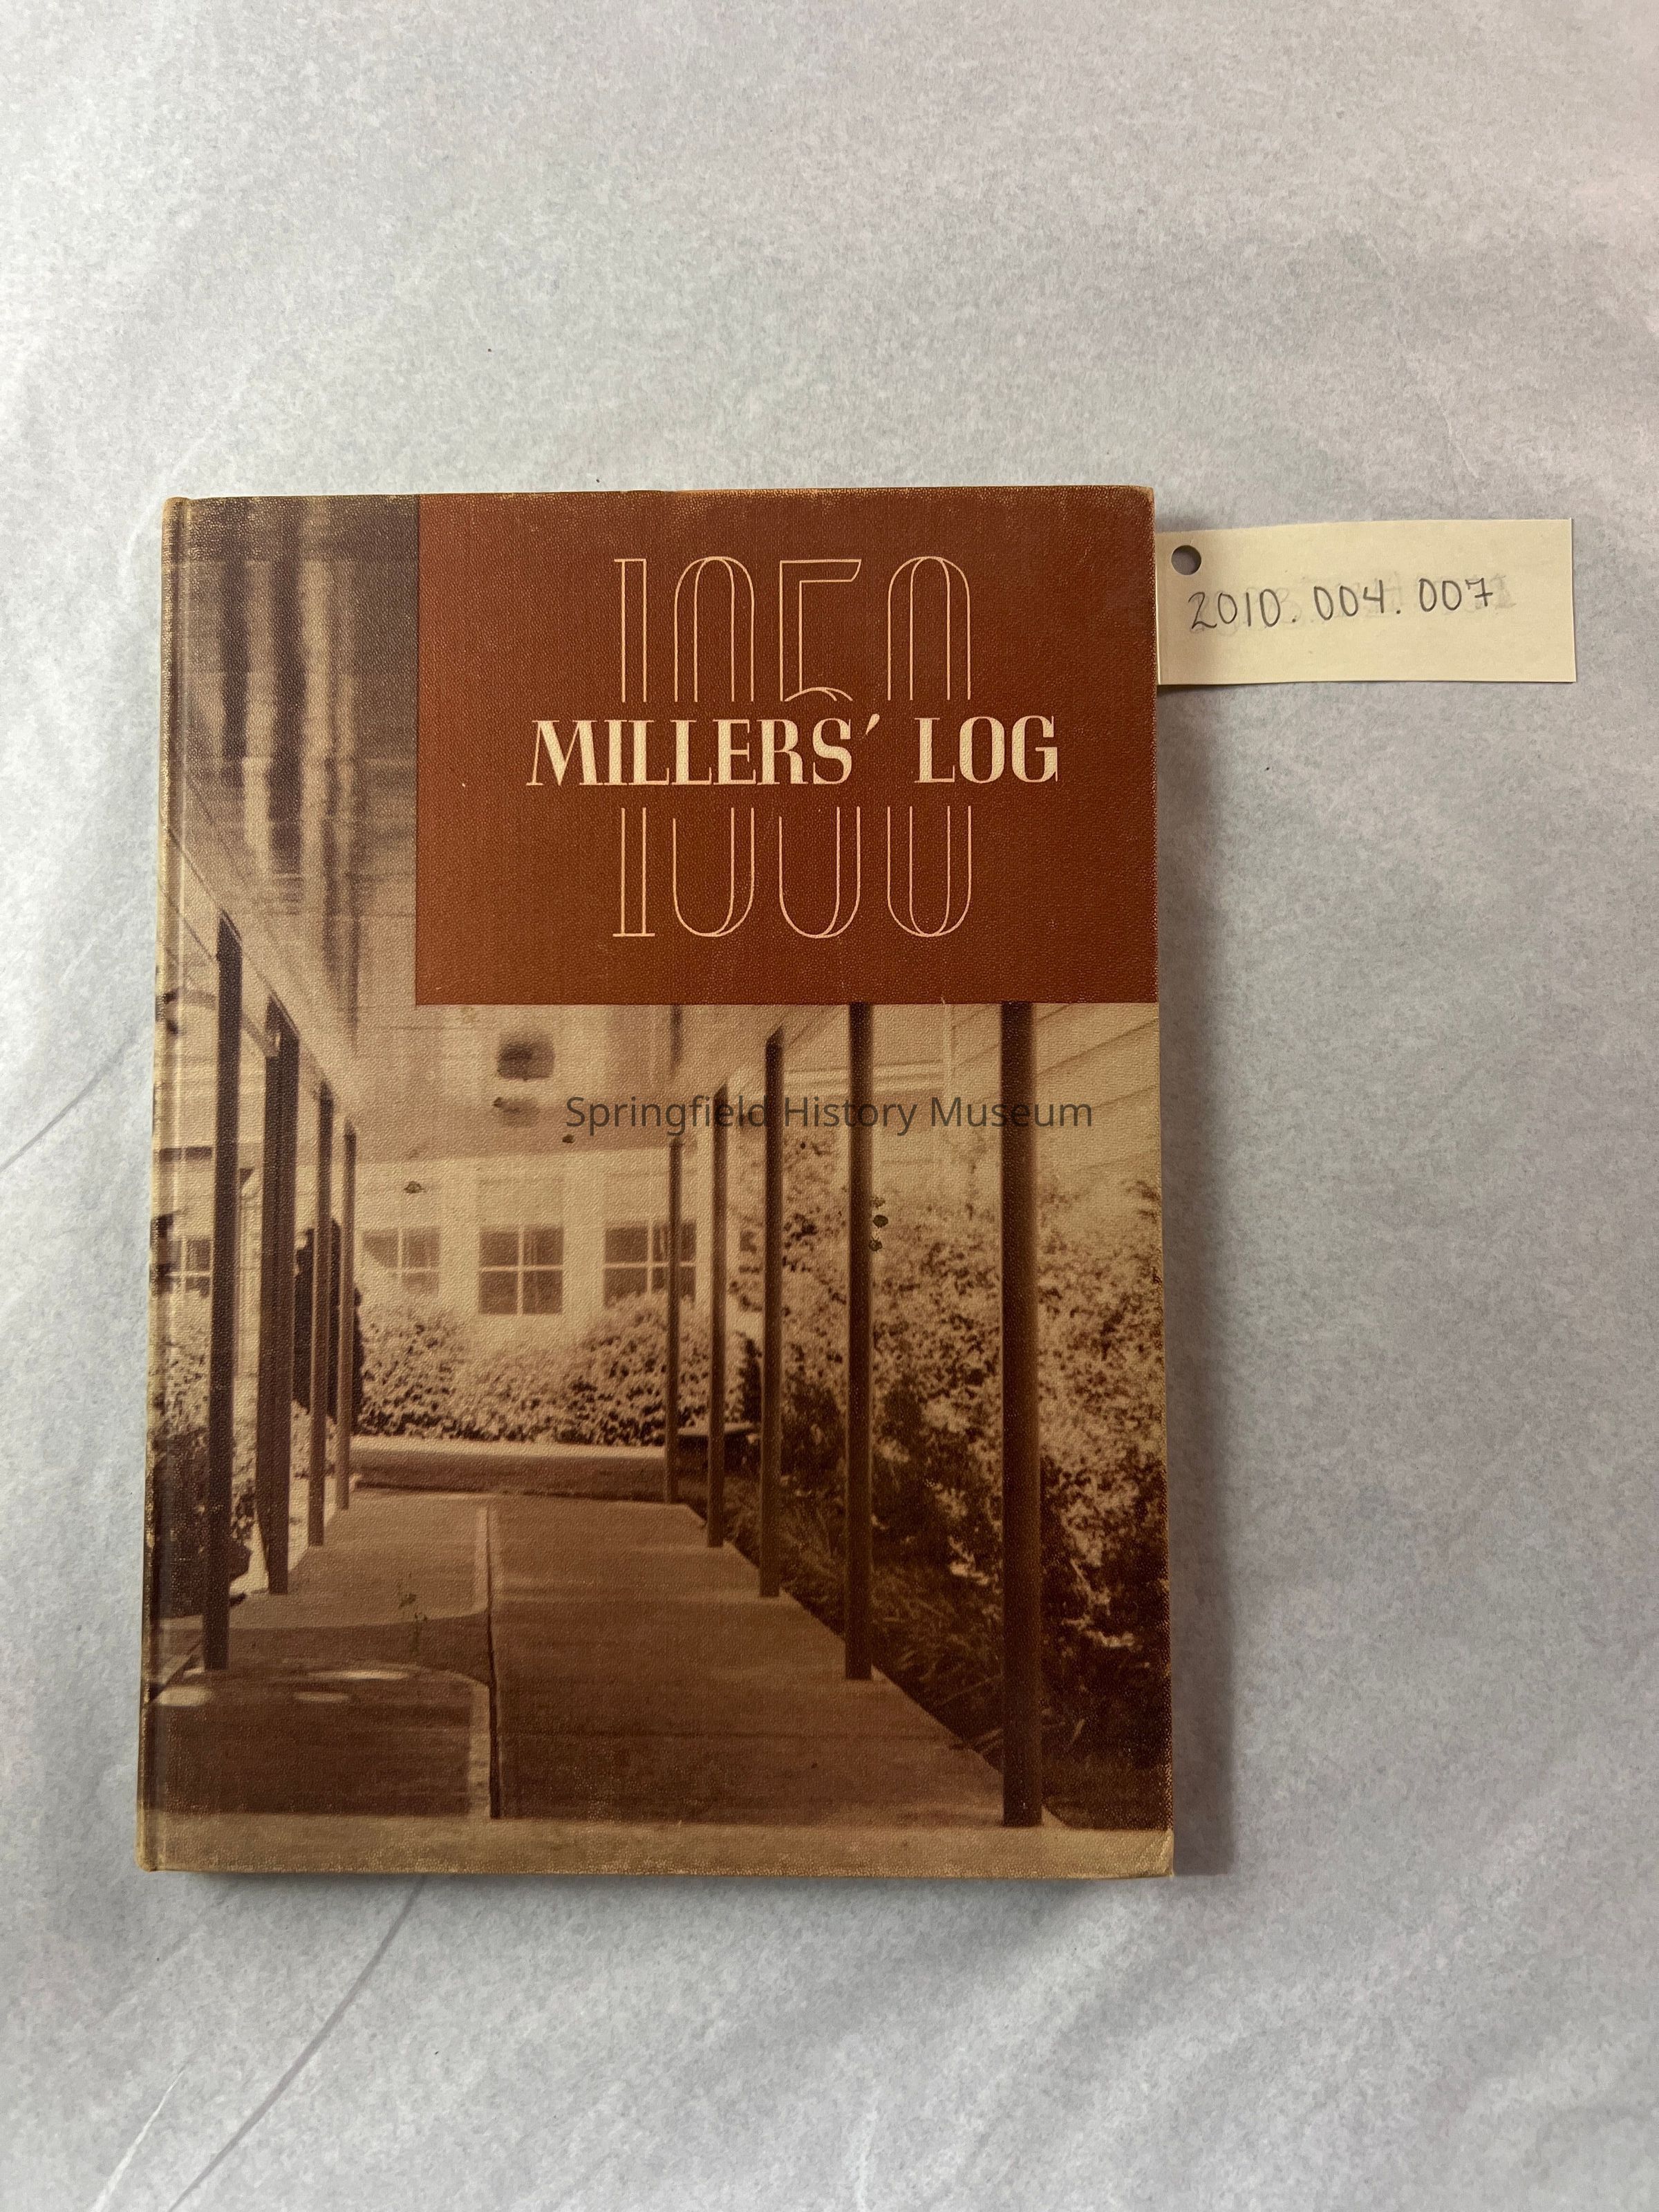 1950
MILLERS' LOG
2010.004.007
Springfield History Museum